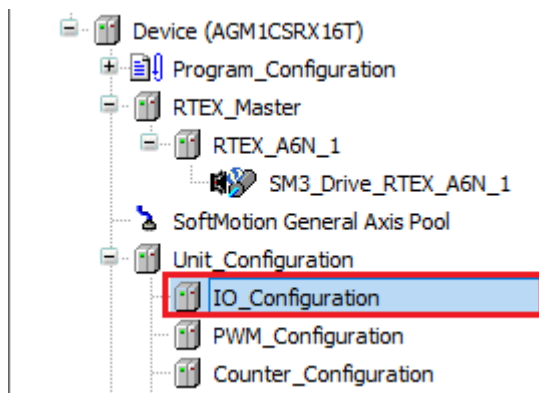 Device (AGM1CSRX16T)
Program_Configuration
RTEX_Master
RTEX_A6N_1
SM3_Drive_RTEX_A6N_1
SoftMotion General Axis Pool
Unit_Configuration
IO_Configuration
PWM_Configuration
Counter_Configuration